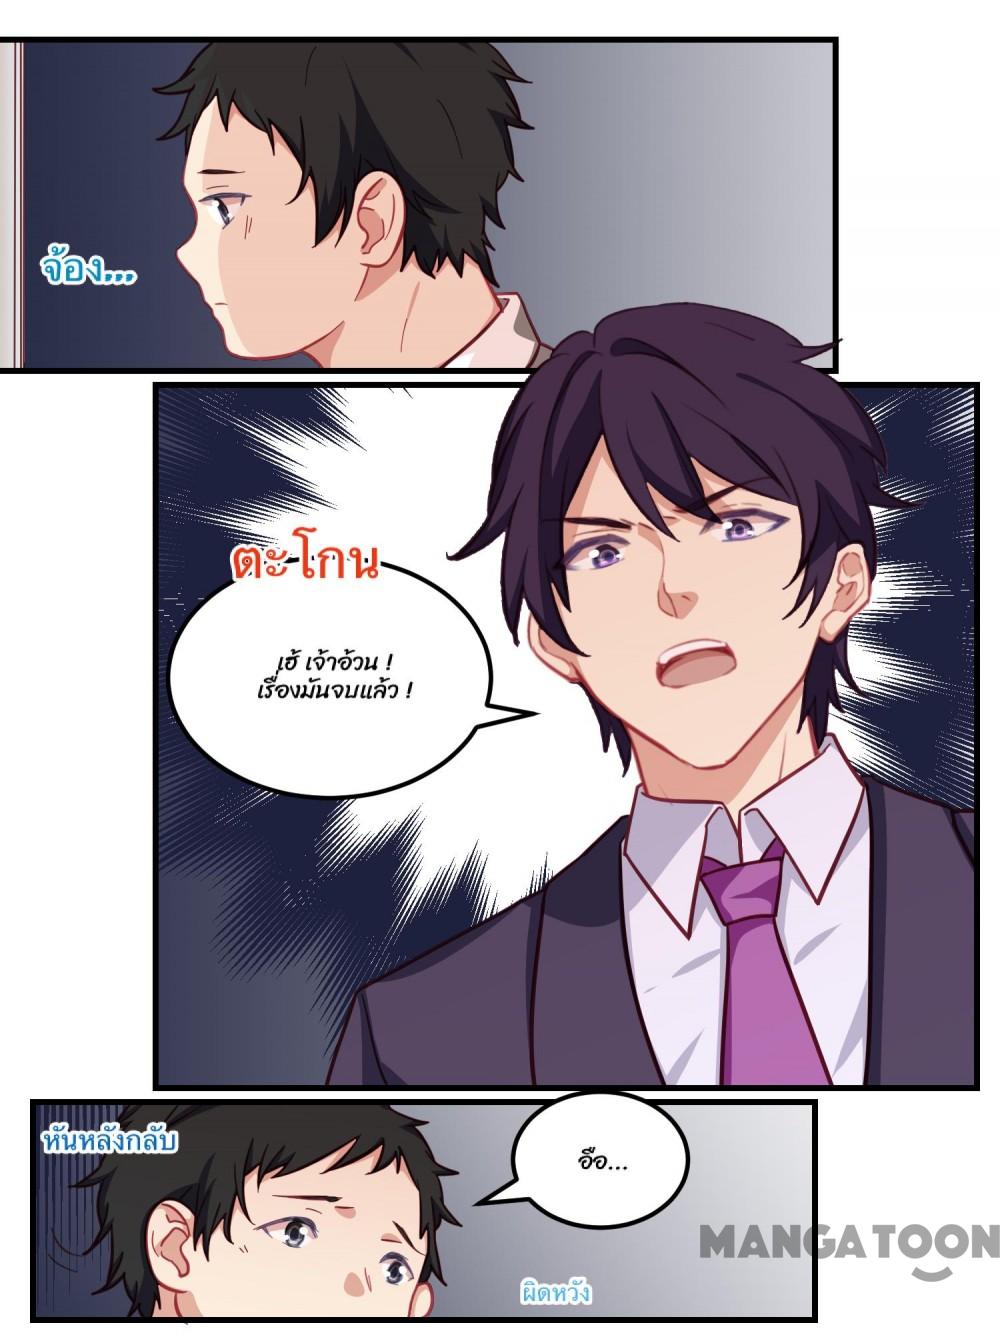 จ้อง...
ตะโกน
เฮ้ เจ้าอ้วน !
เรื่องมันจบแล้ว !
หันหลังกลับ
อือ...
MANGATOON
ผิดหวัง